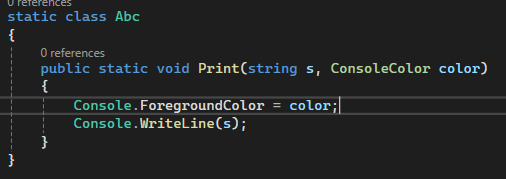 0 references
static class Abc
{
0 references
public static void Print(string s, ConsoleColor color)
{
Console.ForegroundColor = color;
Console.WriteLine(s);
}
}